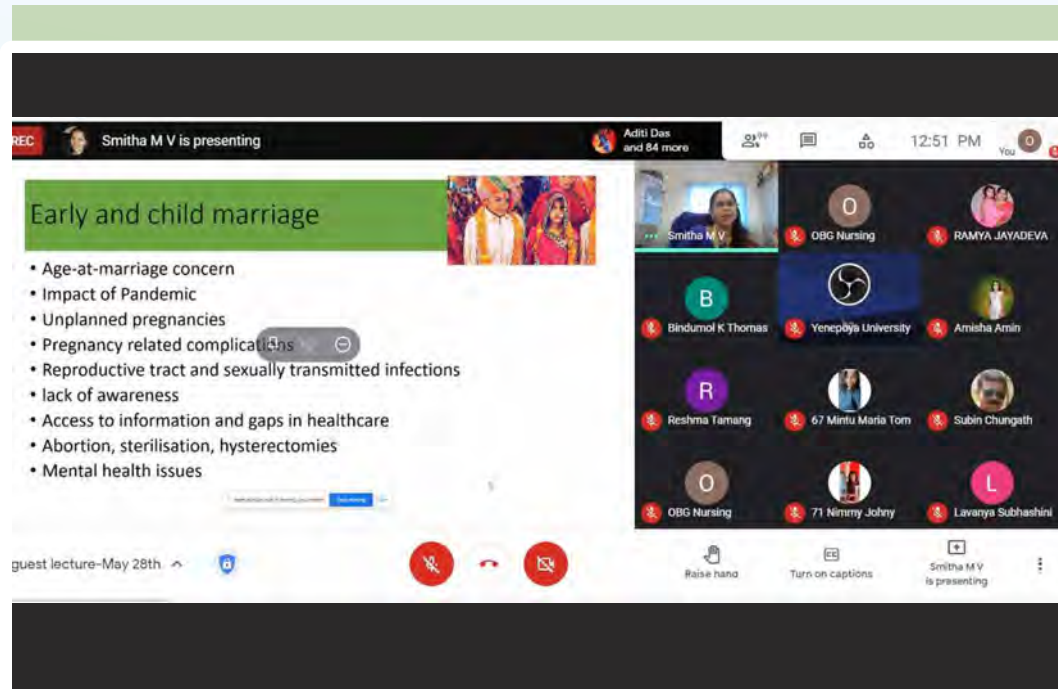 REC
Smitha M V is presenting
Aditi Das
and 84 more
99
12:51 PM
You
O
Early and child marriage
• Age-at-marriage concern
• Impact of Pandemic
• Unplanned pregnancies
• Pregnancy related complications
• Reproductive tract and sexually transmitted infections
• lack of awareness
• Access to information and gaps in healthcare
• Abortion, sterilisation, hysterectomies
• Mental health issues
Smitha M V
O
OBG Nursing
RAMYA JAYADEVA
B
Bindumol K Thomas
Yenepoya University
Amisha Amin
R
Reshma Tamang
67 Mintu Maria Tom
Subin Chungath
O
OBG Nursing
71 Nimmy Johny
L
Lavanya Subhashini
guest lecture-May 28th
Raise hand
CC
Turn on captions
Smitha M V
is presenting